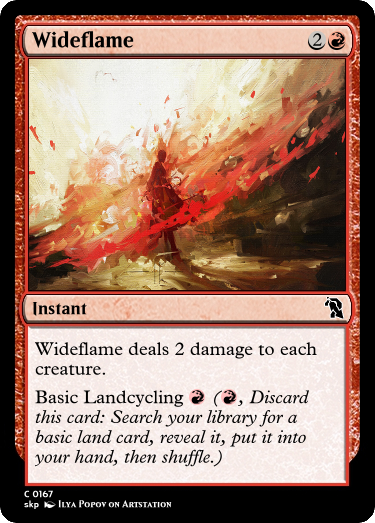 Wideflame 2
Instant
Wideflame deals 2 damage to each
creature.
Basic Landcycling (, Discard
this card: Search your library for a
basic land card, reveal it, put it into
your hand, then shuffle.)
C 0167
skp Ilya Popov on Artstation